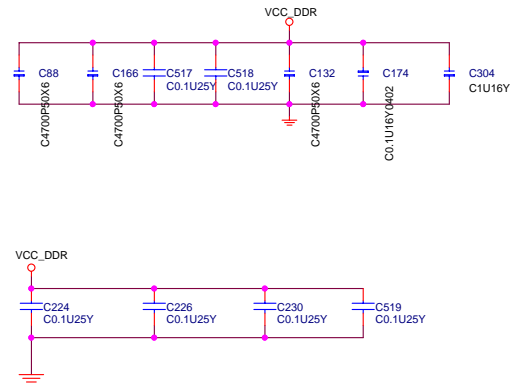 VCC_DDR
C88
C4700P50X6
C166
C4700P50X6
C517
C0.1U25Y
C518
C0.1U25Y
C132
C4700P50X6
C174
C0.1U16Y0402
C304
C1U16Y
VCC_DDR
C224
C0.1U25Y
C226
C0.1U25Y
C230
C0.1U25Y
C519
C0.1U25Y